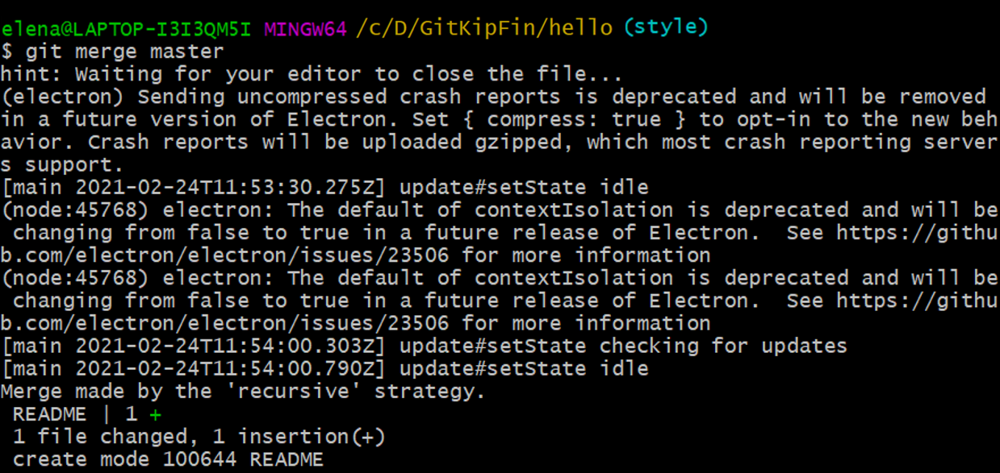 elena@LAPTOP-I3I3QM5I MINGW64 /c/D/GitKipFin/hello (style)
$ git merge master
hint: Waiting for your editor to close the file...
(electron) Sending uncompressed crash reports is deprecated and will be removed
in a future version of Electron. Set { compress: true } to opt-in to the new beh
avior. Crash reports will be uploaded gzipped, which most crash reporting server
s support.
[main 2021-02-24T11:53:30.275Z] update#setState idle
(node:45768) electron: The default of contextIsolation is deprecated and will be
 changing from false to true in a future release of Electron.  See https://githu
b.com/electron/electron/issues/23506 for more information
(node:45768) electron: The default of contextIsolation is deprecated and will be
 changing from false to true in a future release of Electron.  See https://githu
b.com/electron/electron/issues/23506 for more information
[main 2021-02-24T11:54:00.303Z] update#setState checking for updates
[main 2021-02-24T11:54:00.790Z] update#setState idle
Merge made by the 'recursive' strategy.
 README | 1 +
 1 file changed, 1 insertion(+)
 create mode 100644 README